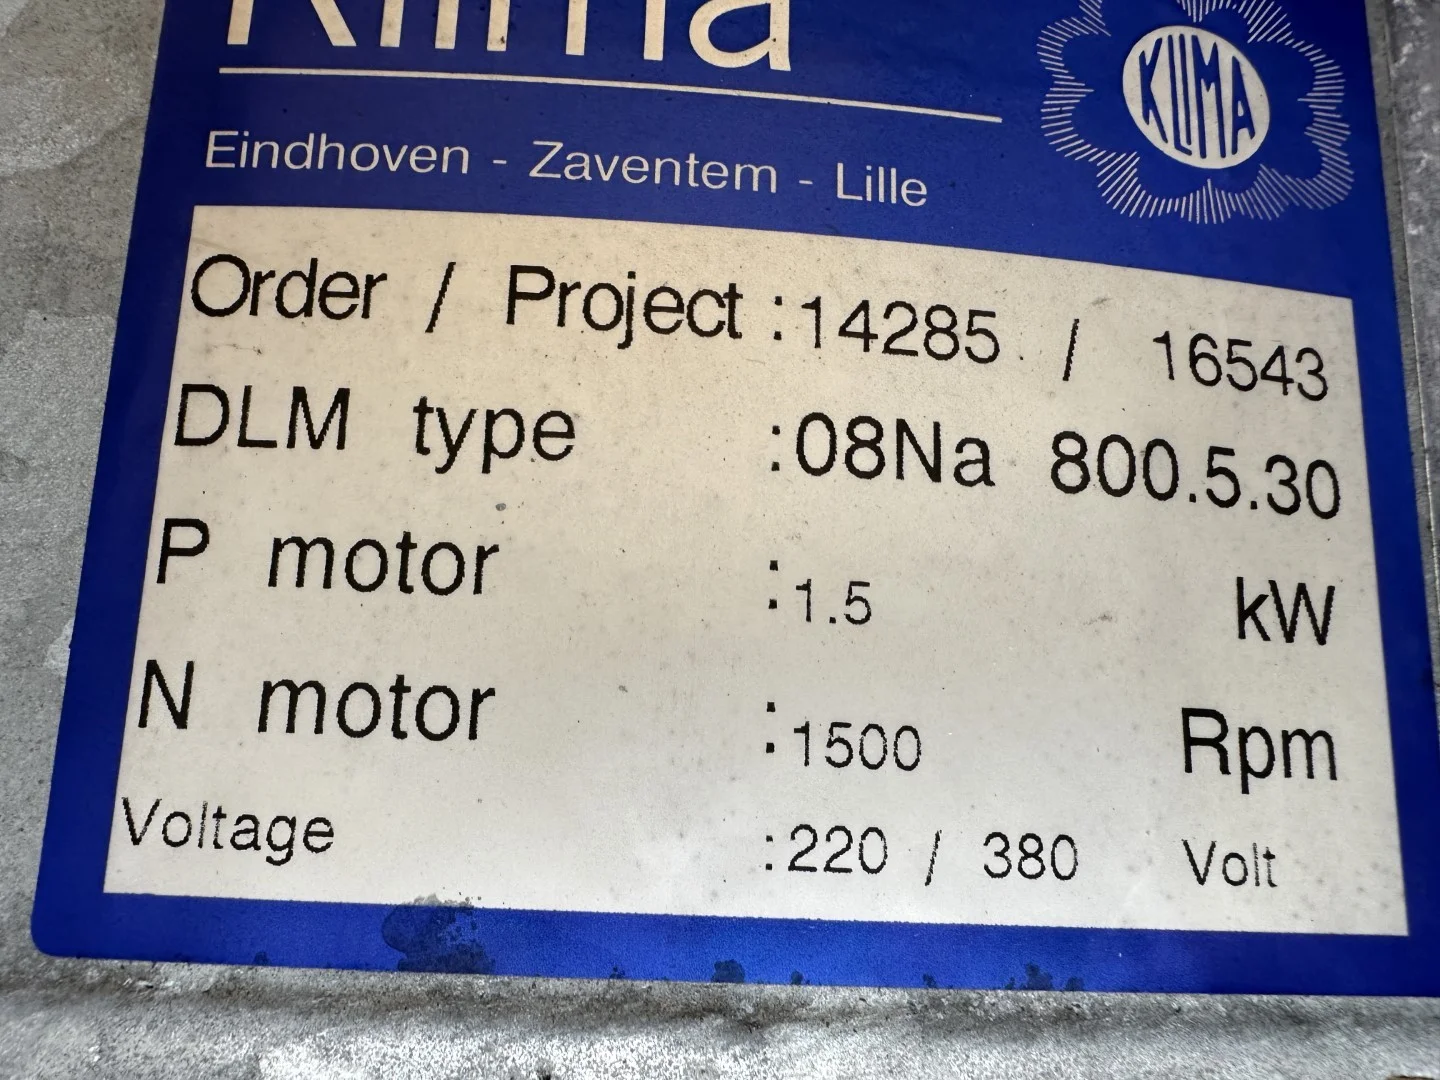 Klima
KLIMA
Eindhoven - Zaventem - Lille
Order / Project :14285 / 16543
DLM type :08Na 800.5.30
P motor :1.5 kW
N motor :1500 Rpm
Voltage :220 / 380 Volt